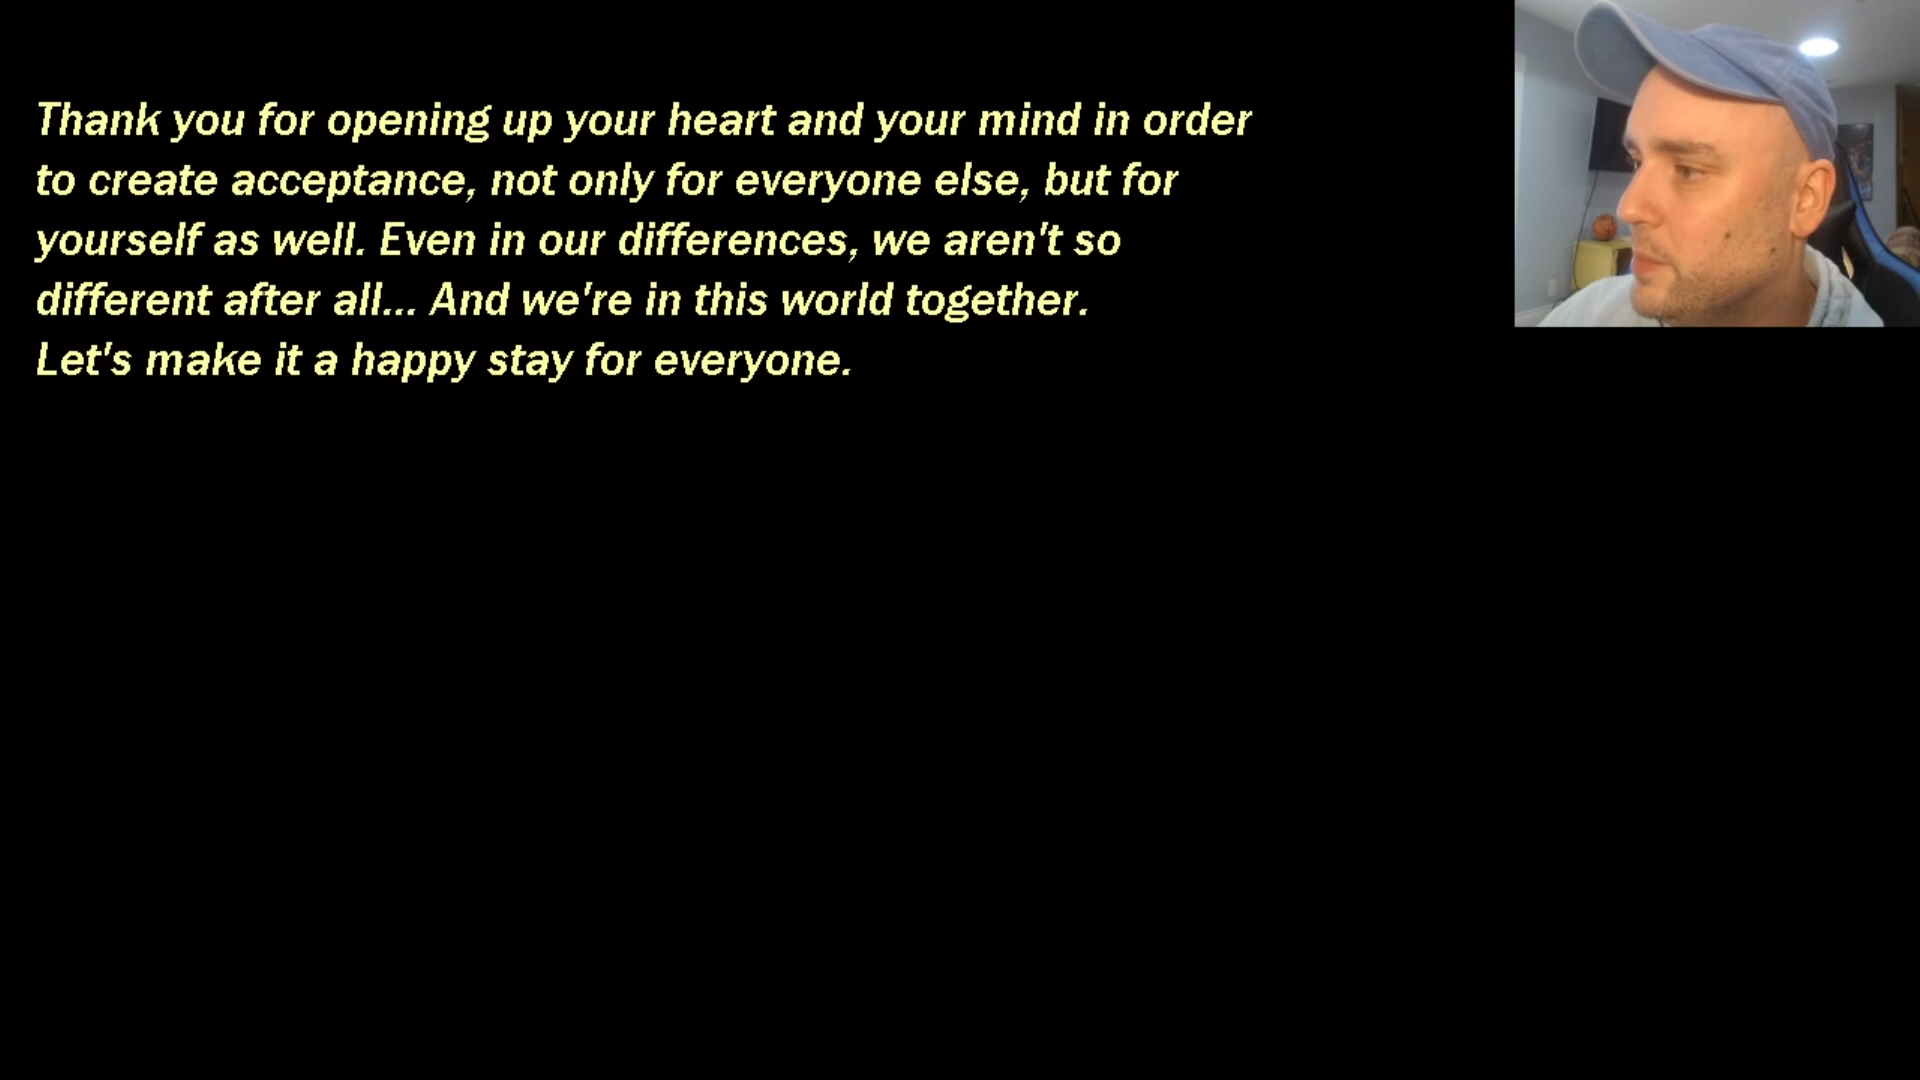 Thank you for opening up your heart and your mind in order
to create acceptance, not only for everyone else, but for
yourself as well. Even in our differences, we aren't so
different after all... And we're in this world together.
Let's make it a happy stay for everyone.